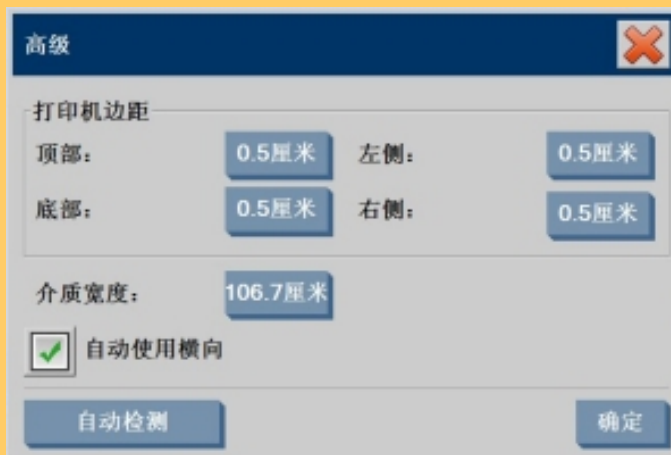 高级
打印机边距
顶部： 0.5厘米 左侧： 0.5厘米
底部： 0.5厘米 右侧： 0.5厘米
介质宽度： 106.7厘米
自动使用横向
自动检测 确定